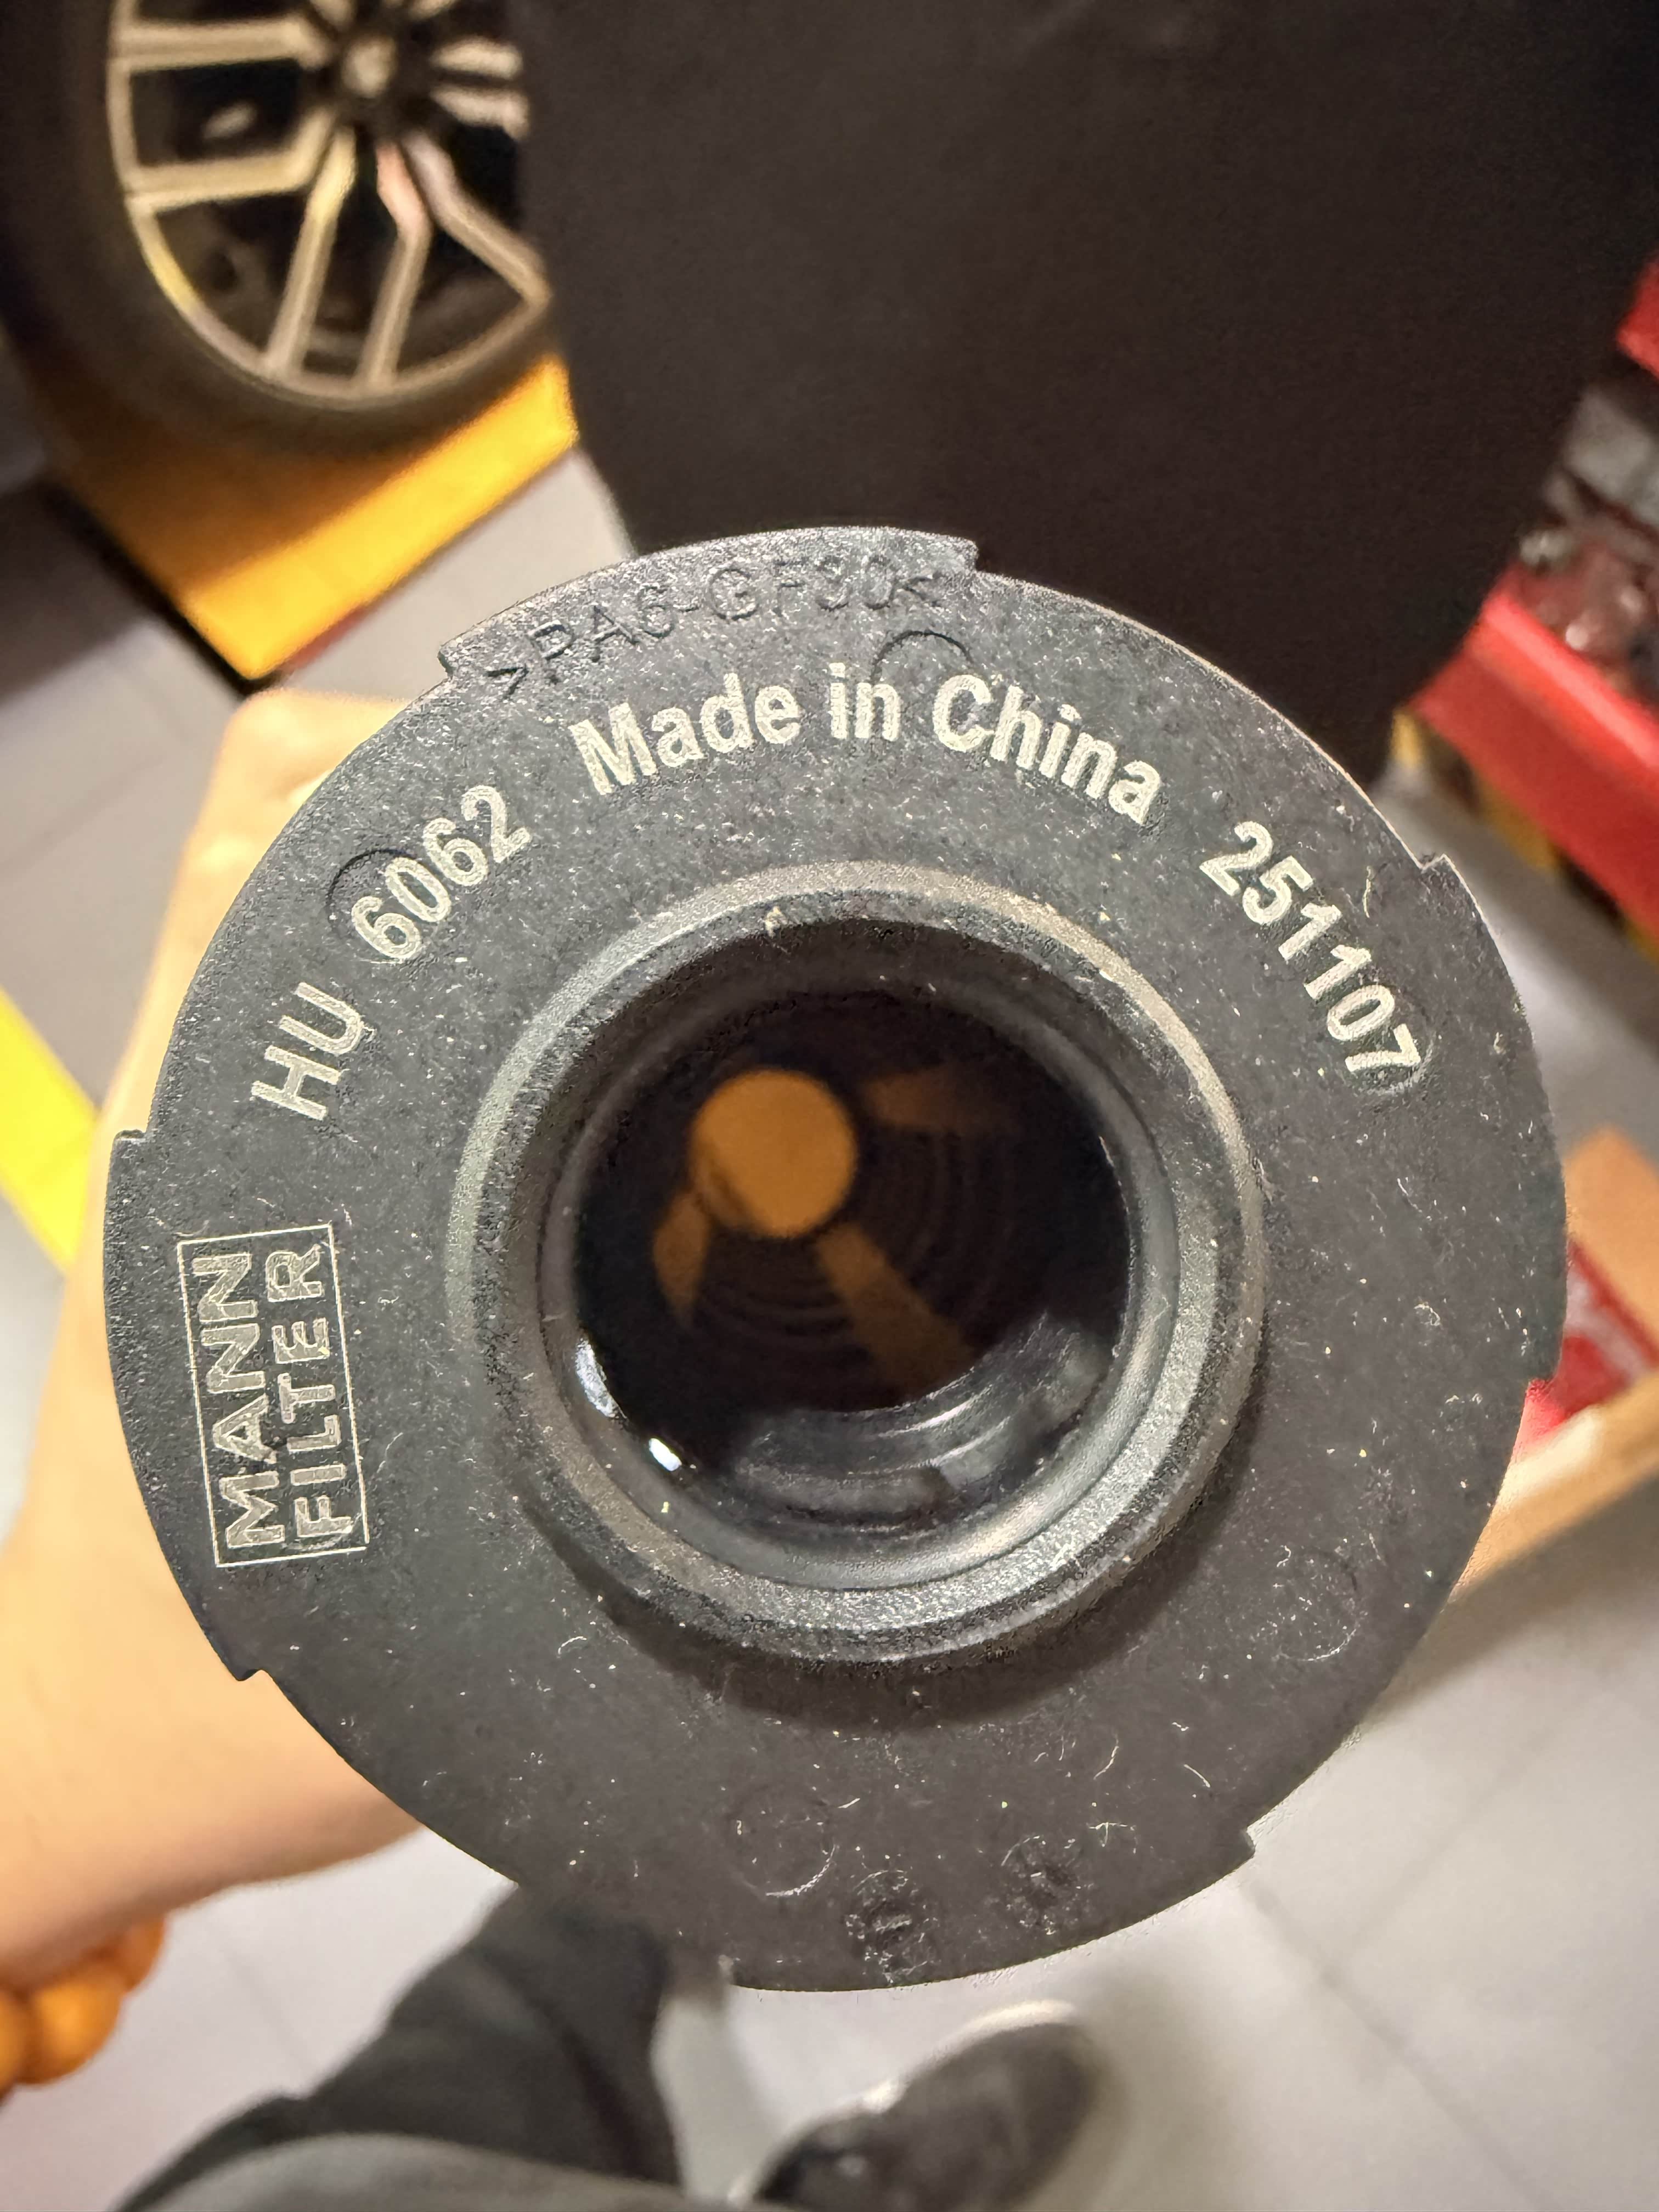 >PA6-GF30<
HU 6062 Made in China 251107
MANN
FILTER